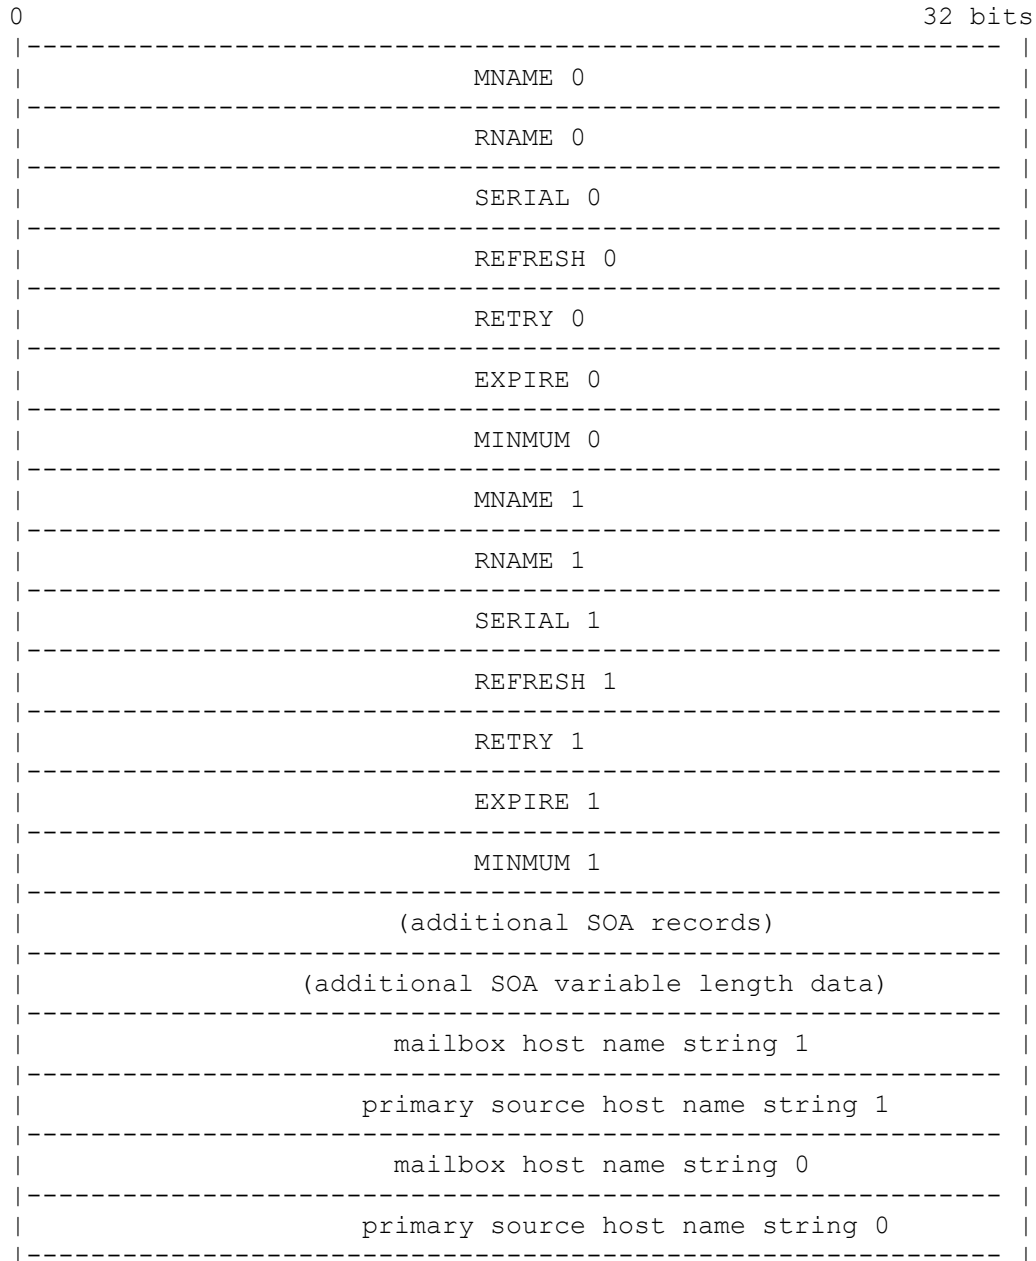 0 32 bits
|------------------------------------------------------------- |
| MNAME 0 |
|------------------------------------------------------------- |
| RNAME 0 |
|------------------------------------------------------------- |
| SERIAL 0 |
|------------------------------------------------------------- |
| REFRESH 0 |
|------------------------------------------------------------- |
| RETRY 0 |
|------------------------------------------------------------- |
| EXPIRE 0 |
|------------------------------------------------------------- |
| MINMUM 0 |
|------------------------------------------------------------- |
| MNAME 1 |
|------------------------------------------------------------- |
| RNAME 1 |
|------------------------------------------------------------- |
| SERIAL 1 |
|------------------------------------------------------------- |
| REFRESH 1 |
|------------------------------------------------------------- |
| RETRY 1 |
|------------------------------------------------------------- |
| EXPIRE 1 |
|------------------------------------------------------------- |
| MINMUM 1 |
|------------------------------------------------------------- |
| (additional SOA records) |
|------------------------------------------------------------- |
| (additional SOA variable length data) |
|------------------------------------------------------------- |
| mailbox host name string 1 |
|------------------------------------------------------------- |
| primary source host name string 1 |
|------------------------------------------------------------- |
| mailbox host name string 0 |
|------------------------------------------------------------- |
| primary source host name string 0 |
|------------------------------------------------------------- |